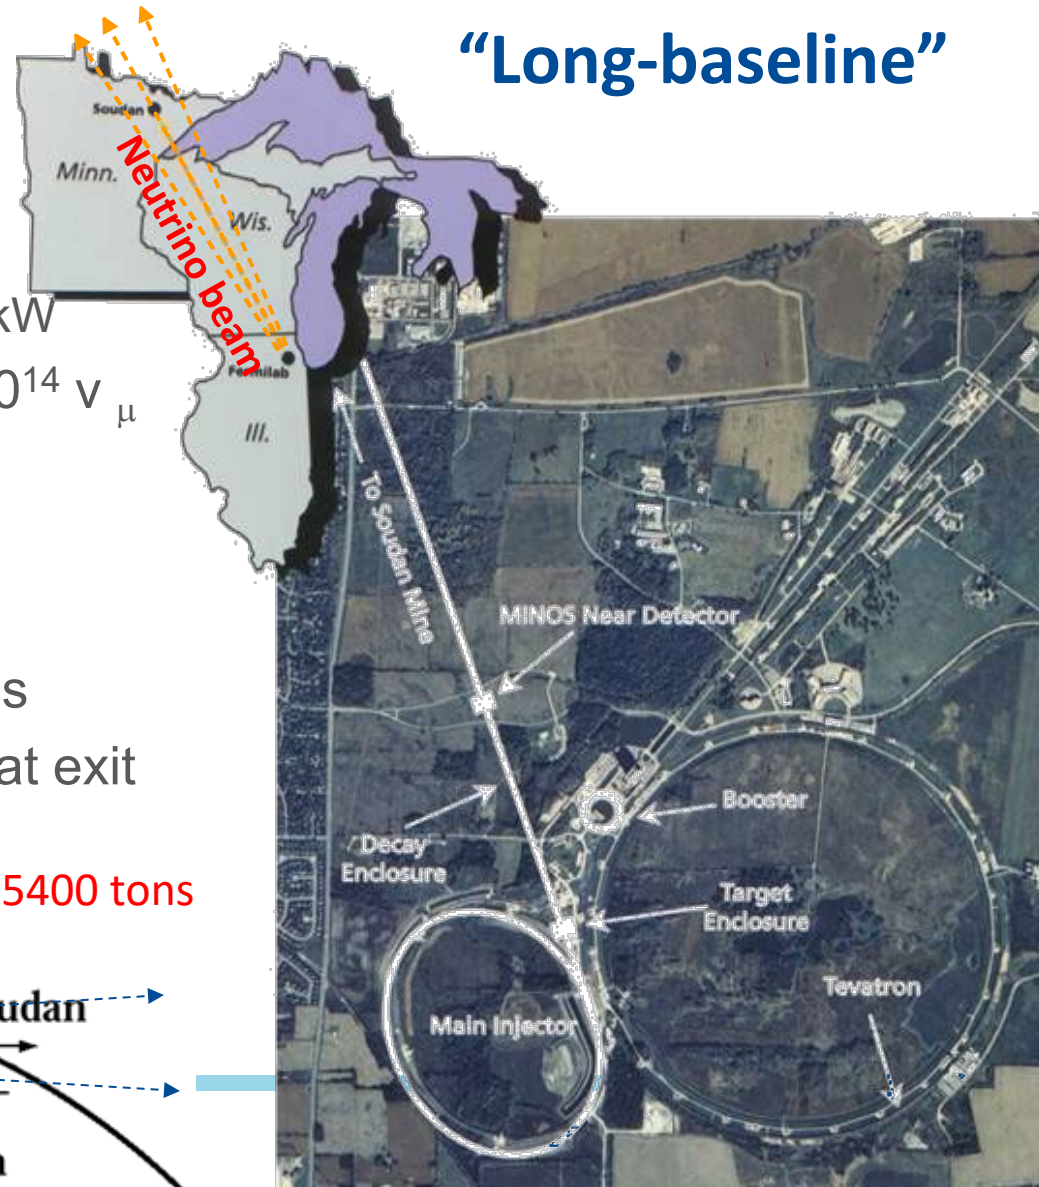 “Long-baseline”
Soudan
Minn.
Wis.
Neutrino beam
Fermilab
Ill.
kW
0¹⁴ ν μ
To Soudan Mine
MINOS Near Detector
s
at exit
Booster
Decay
Enclosure
5400 tons
Target
Enclosure
Tevatron
udan
Main Injector